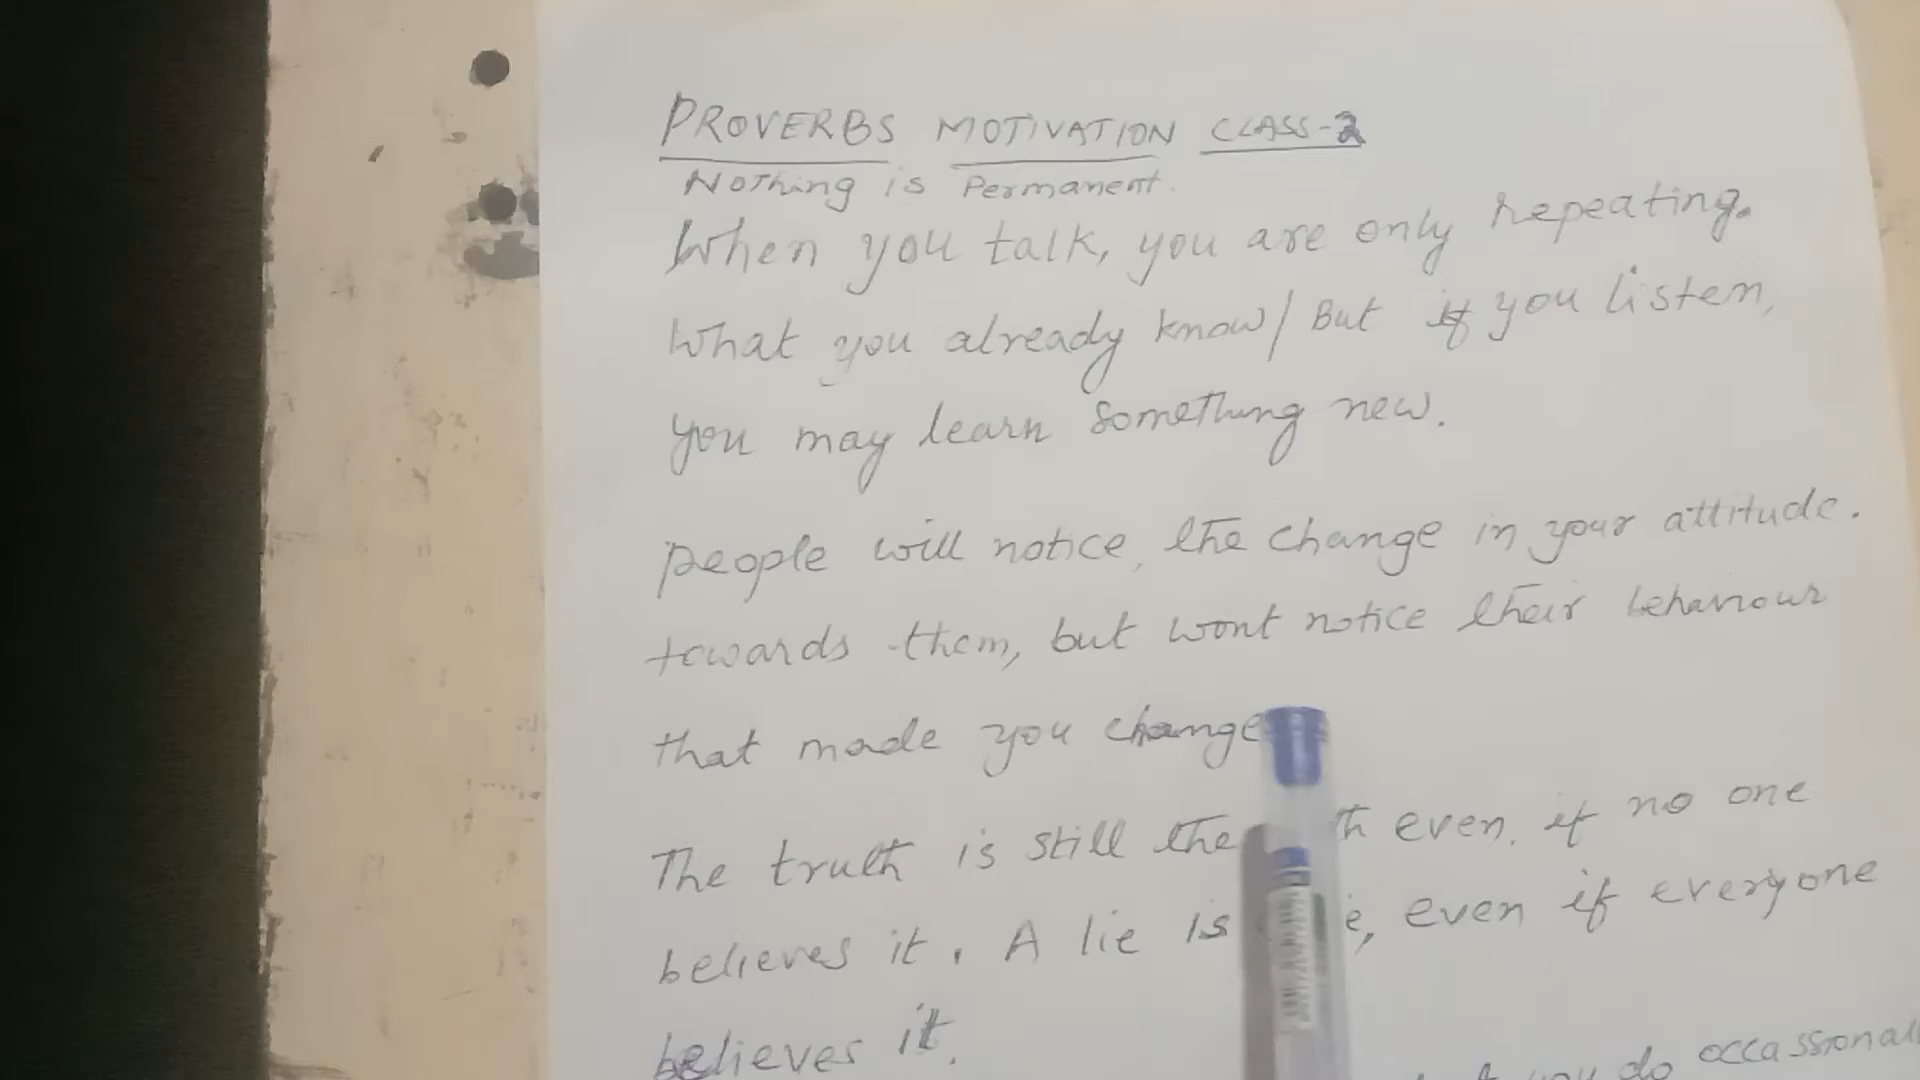 PROVERBS MOTIVATION CLASS-2
Nothing is Permanent.
When you talk, you are only repeating.
What you already know/ But if you listen,
you may learn something new.
people will notice, the change in your attitude.
towards them, but wont notice their behaviour
that made you change
The truth is still the th even, if no one
believes it. A lie is e, even if everyone
believes it.
you do occassional